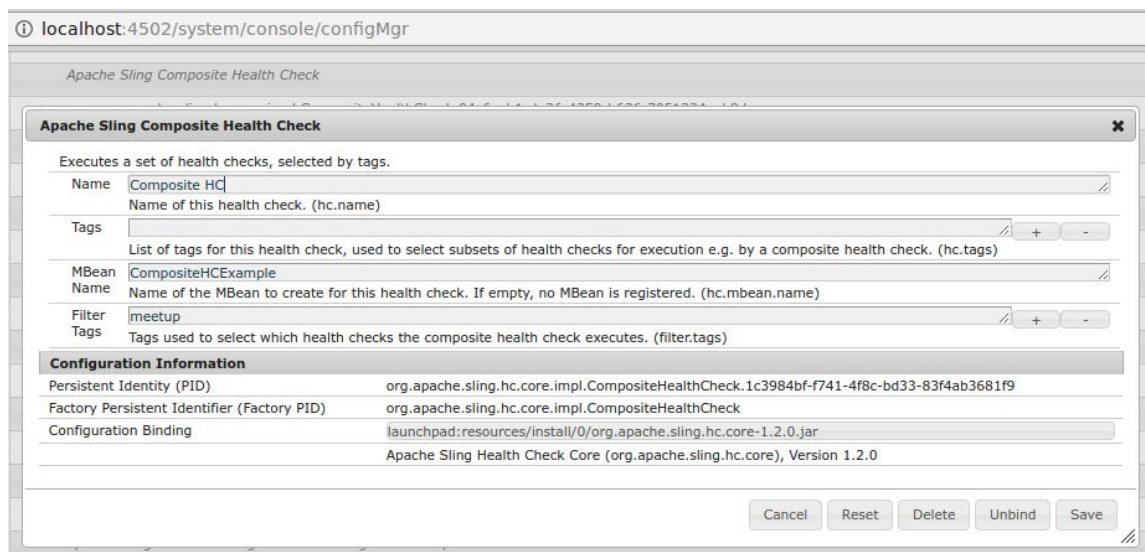 localhost:4502/system/console/configMgr
Apache Sling Composite Health Check
Apache Sling Composite Health Check
Executes a set of health checks, selected by tags.
Name Composite HC
Name of this health check. (hc.name)
Tags + -
List of tags for this health check, used to select subsets of health checks for execution e.g. by a composite health check. (hc.tags)
MBean Name CompositeHCExample
Name of the MBean to create for this health check. If empty, no MBean is registered. (hc.mbean.name)
Filter Tags meetup + -
Tags used to select which health checks the composite health check executes. (filter.tags)
Configuration Information
Persistent Identity (PID) org.apache.sling.hc.core.impl.CompositeHealthCheck.1c3984bf-f741-4f8c-bd33-83f4ab3681f9
Factory Persistent Identifier (Factory PID) org.apache.sling.hc.core.impl.CompositeHealthCheck
Configuration Binding launchpad:resources/install/0/org.apache.sling.hc.core-1.2.0.jar
Apache Sling Health Check Core (org.apache.sling.hc.core), Version 1.2.0
Cancel Reset Delete Unbind Save